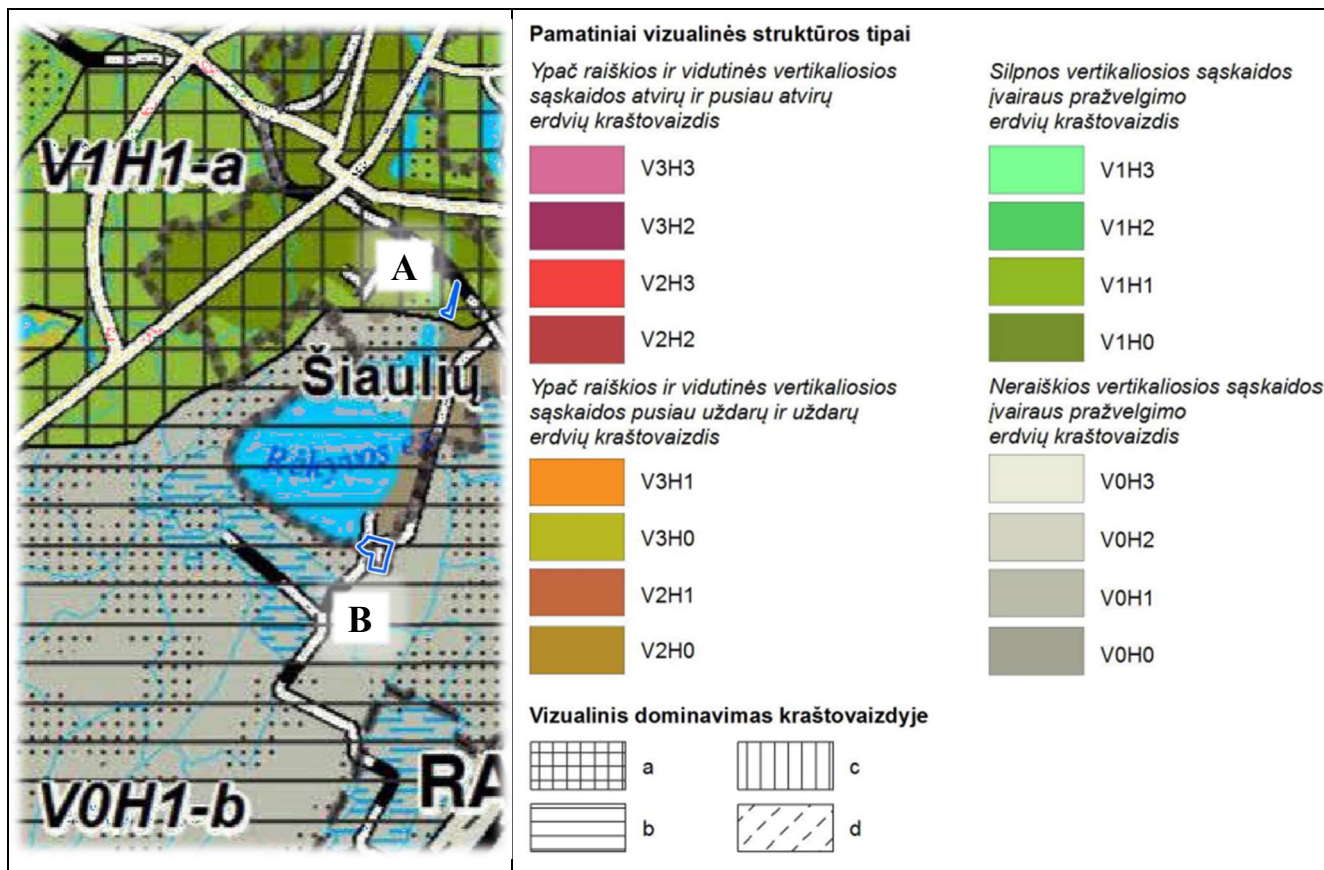 V1H1-a
A
Šiaulių
Rėkyvos ež.
B
V0H1-b
RA
Pamatiniai vizualinės struktūros tipai
Ypač raiškios ir vidutinės vertikaliosios
sąskaidos atvirų ir pusiau atvirų
erdvių kraštovaizdis
V3H3
V3H2
V2H3
V2H2
Ypač raiškios ir vidutinės vertikaliosios
sąskaidos pusiau uždarų ir uždarų
erdvių kraštovaizdis
V3H1
V3H0
V2H1
V2H0
Silpnos vertikaliosios sąskaidos
įvairaus pražvelgimo
erdvių kraštovaizdis
V1H3
V1H2
V1H1
V1H0
Neraiškios vertikaliosios sąskaidos
įvairaus pražvelgimo
erdvių kraštovaizdis
V0H3
V0H2
V0H1
V0H0
Vizualinis dominavimas kraštovaizdyje
a
b
c
d